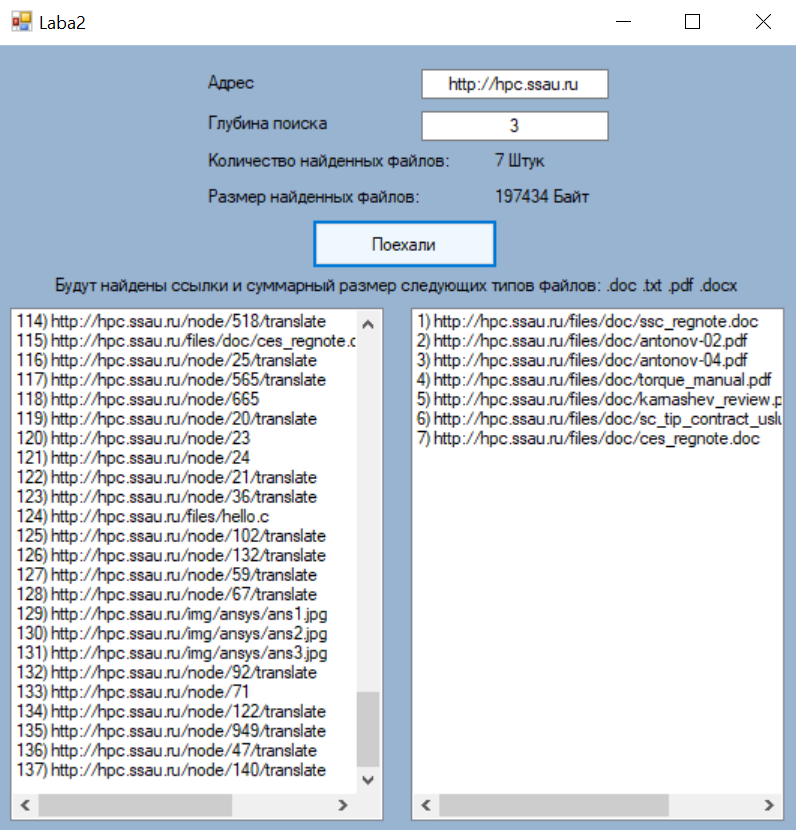 Laba2
Адрес
http://hpc.ssau.ru
Глубина поиска
3
Количество найденных файлов:
7 Штук
Размер найденных файлов:
197434 Байт
Поехали
Будут найдены ссылки и суммарный размер следующих типов файлов: .doc .txt .pdf .docx
114) http://hpc.ssau.ru/node/518/translate
115) http://hpc.ssau.ru/files/doc/ces_regnote.c
116) http://hpc.ssau.ru/node/25/translate
117) http://hpc.ssau.ru/node/565/translate
118) http://hpc.ssau.ru/node/665
119) http://hpc.ssau.ru/node/20/translate
120) http://hpc.ssau.ru/node/23
121) http://hpc.ssau.ru/node/24
122) http://hpc.ssau.ru/node/21/translate
123) http://hpc.ssau.ru/node/36/translate
124) http://hpc.ssau.ru/files/hello.c
125) http://hpc.ssau.ru/node/102/translate
126) http://hpc.ssau.ru/node/132/translate
127) http://hpc.ssau.ru/node/59/translate
128) http://hpc.ssau.ru/node/67/translate
129) http://hpc.ssau.ru/img/ansys/ans1.jpg
130) http://hpc.ssau.ru/img/ansys/ans2.jpg
131) http://hpc.ssau.ru/img/ansys/ans3.jpg
132) http://hpc.ssau.ru/node/92/translate
133) http://hpc.ssau.ru/node/71
134) http://hpc.ssau.ru/node/122/translate
135) http://hpc.ssau.ru/node/949/translate
136) http://hpc.ssau.ru/node/47/translate
137) http://hpc.ssau.ru/node/140/translate
1) http://hpc.ssau.ru/files/doc/ssc_regnote.doc
2) http://hpc.ssau.ru/files/doc/antonov-02.pdf
3) http://hpc.ssau.ru/files/doc/antonov-04.pdf
4) http://hpc.ssau.ru/files/doc/torque_manual.pdf
5) http://hpc.ssau.ru/files/doc/kamashev_review.p
6) http://hpc.ssau.ru/files/doc/sc_tip_contract_uslu
7) http://hpc.ssau.ru/files/doc/ces_regnote.doc